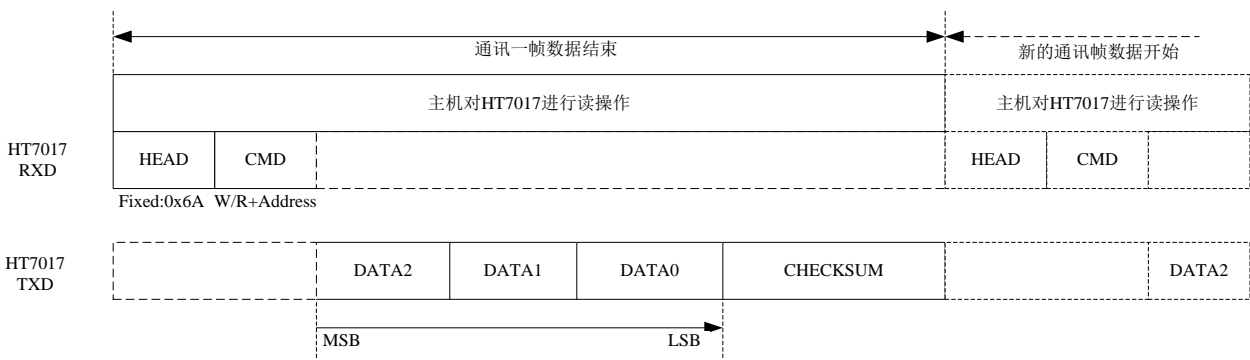 通讯一帧数据结束
新的通讯帧数据开始
主机对HT7017进行读操作
主机对HT7017进行读操作
HT7017
RXD
HEAD
CMD
HEAD
CMD
Fixed:0x6A
W/R+Address
HT7017
TXD
DATA2
DATA1
DATA0
CHECKSUM
DATA2
MSB
LSB